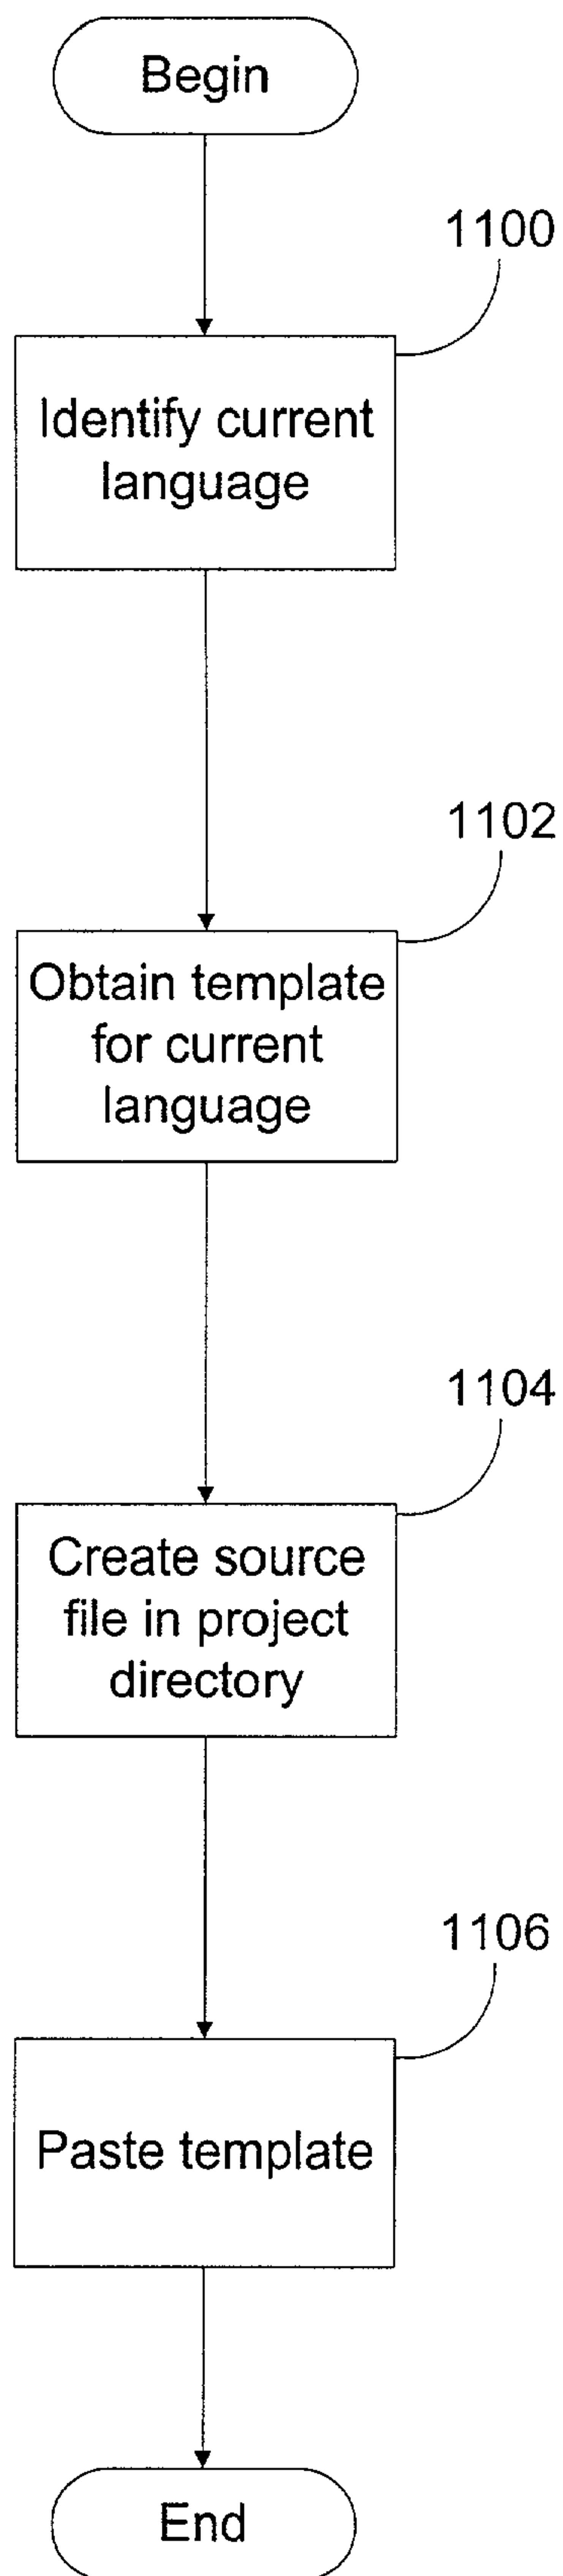 Begin
1100
Identify current
language
1102
Obtain template
for current
language
1104
Create source
file in project
directory
1106
Paste template
End